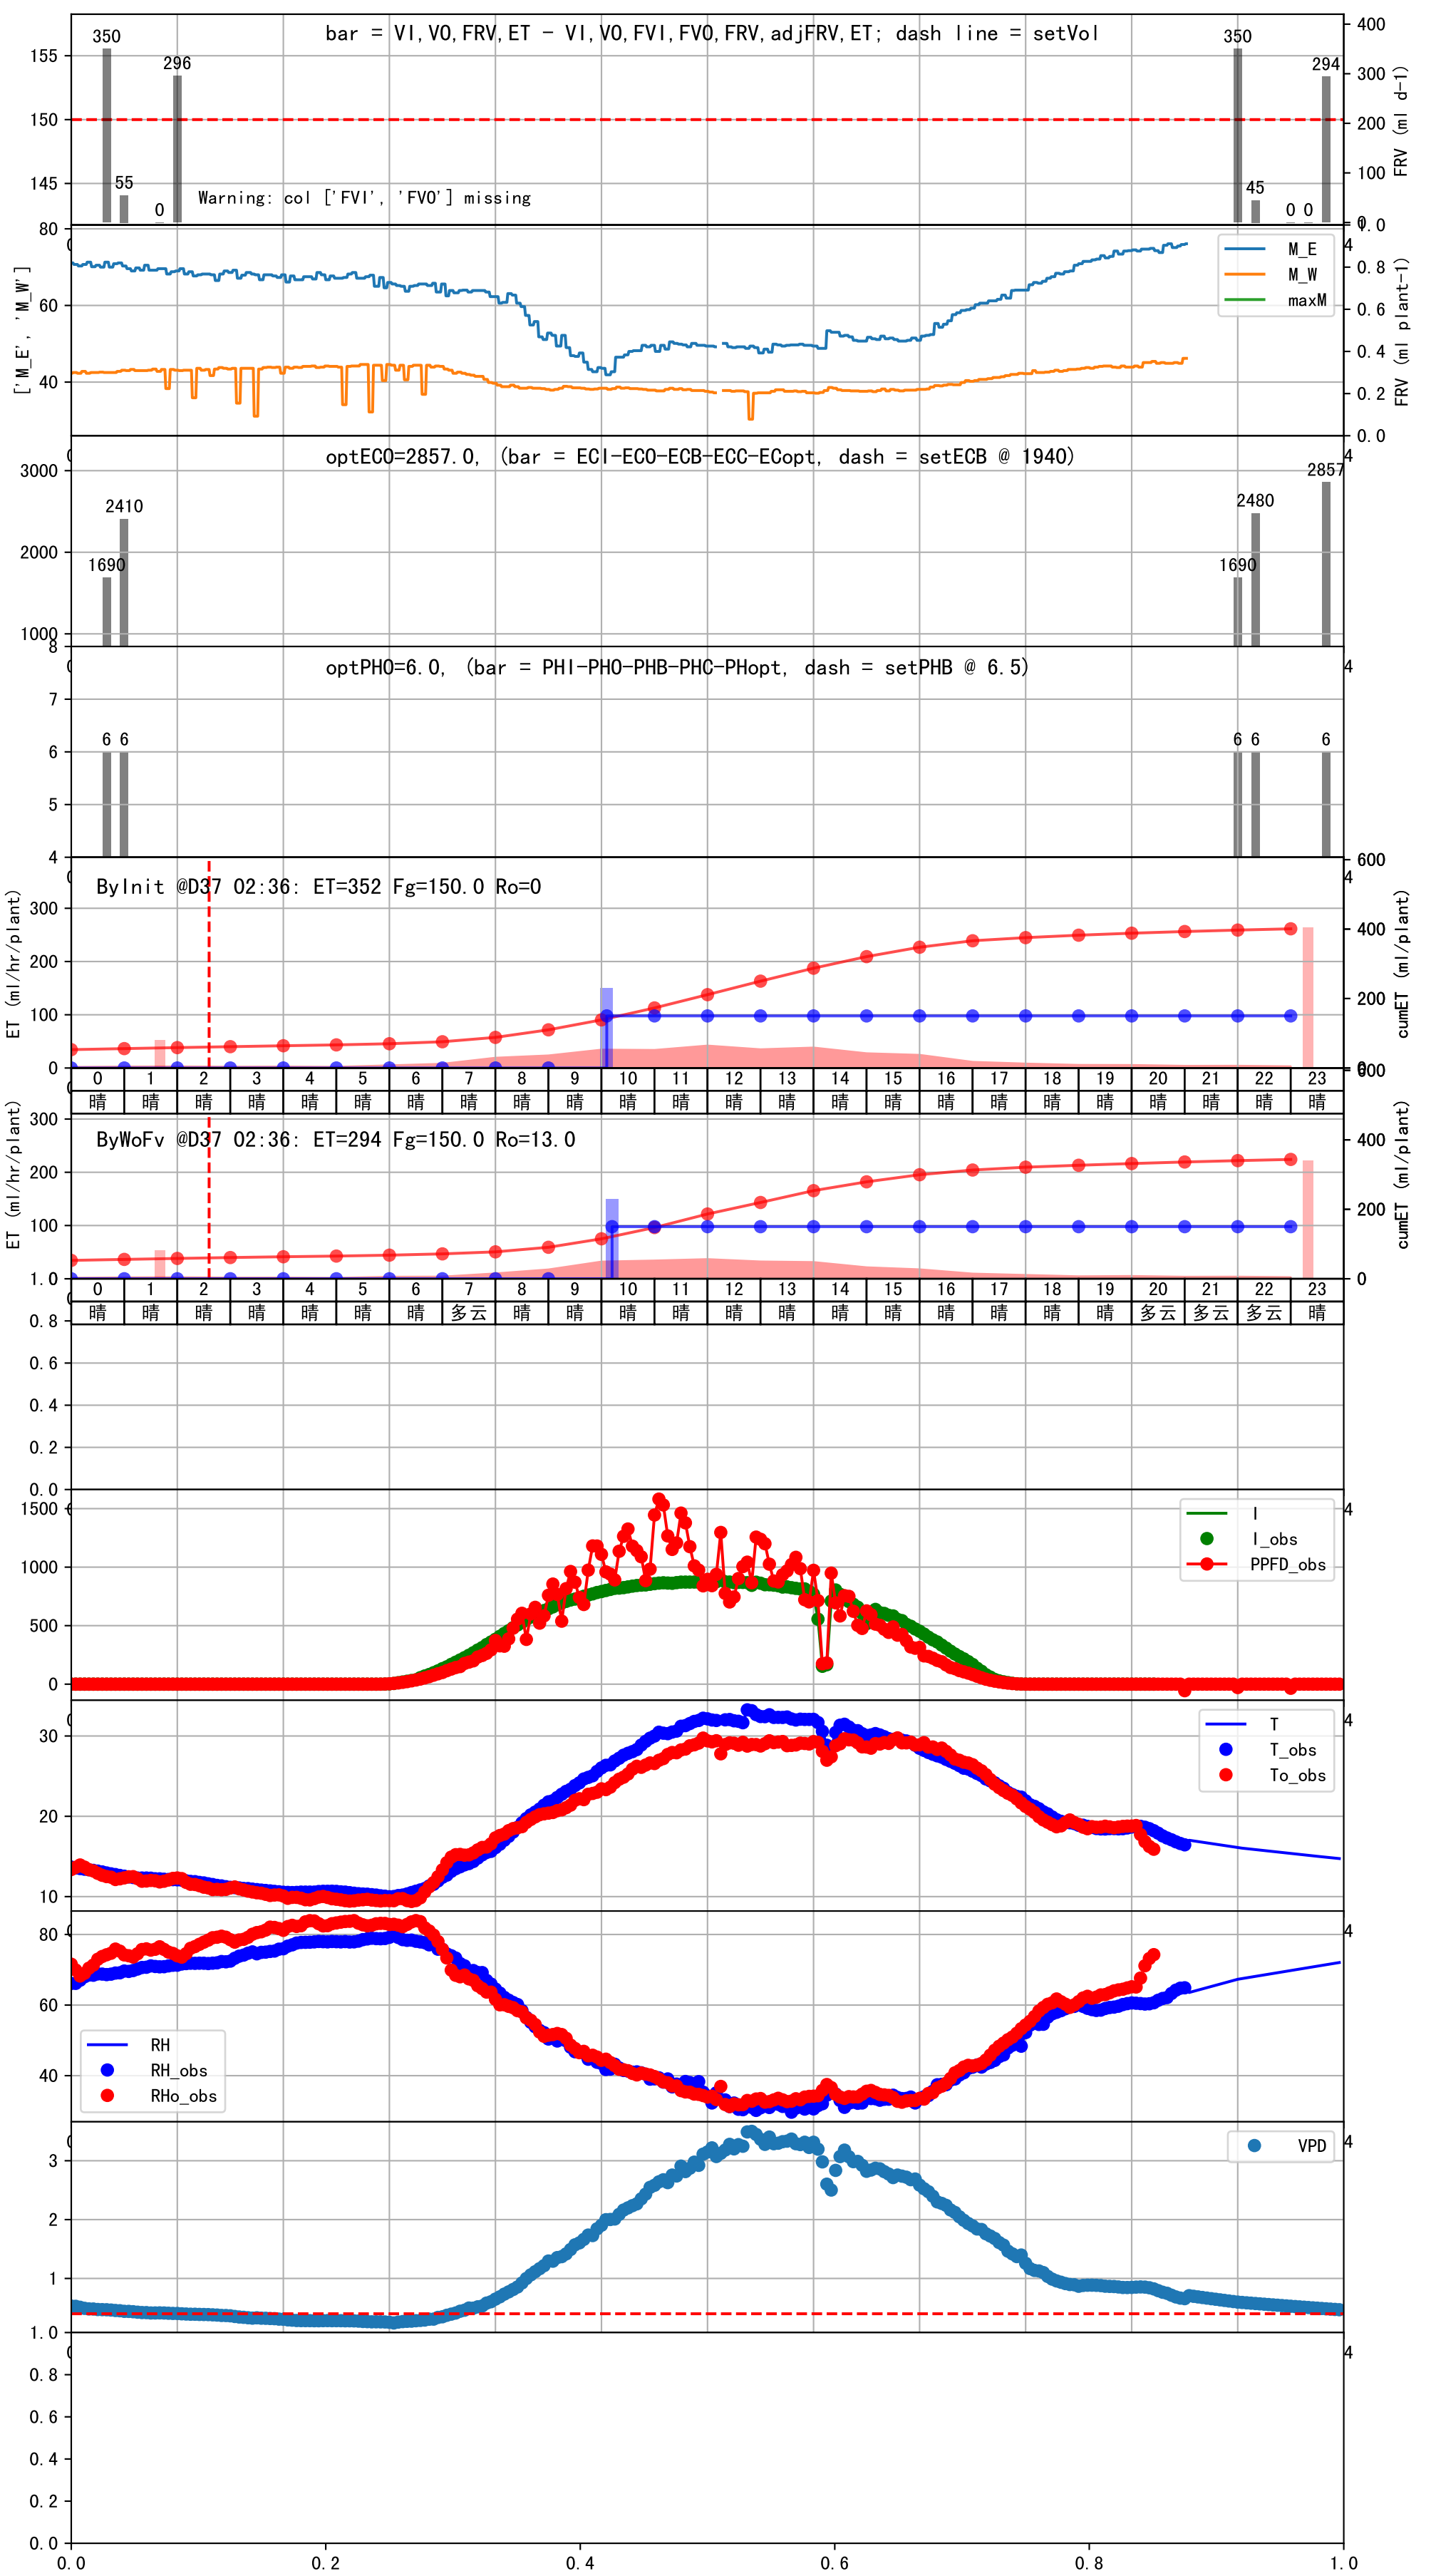 bar = VI,VO,FRV,ET - VI,VO,FVI,FVO,FRV,adjFRV,ET; dash line = setVol
350
296
55
0
350
294
45
0 0
155
150
145
400
300
200
100
0
FRV (ml d-1)
Warning: col ['FVI', 'FVO'] missing
['M_E', 'M_W']
80
60
40
M_E
M_W
maxM
1.0
0.8
0.6
0.4
0.2
0.0
FRV (ml plant-1)
optECO=2857.0, (bar = ECI-ECO-ECB-ECC-ECopt, dash = setECB @ 1940)
3000
2000
1000
1690
2410
1690
2480
2857
optPHO=6.0, (bar = PHI-PHO-PHB-PHC-PHopt, dash = setPHB @ 6.5)
8
7
6
5
4
6 6
6 6
6
ByInit @D37 02:36: ET=352 Fg=150.0 Ro=0
ET (ml/hr/plant)
300
200
100
0
600
400
200
0
cumET (ml/plant)
0 1 2 3 4 5 6 7 8 9 10 11 12 13 14 15 16 17 18 19 20 21 22 23
晴 晴 晴 晴 晴 晴 晴 晴 晴 晴 晴 晴 晴 晴 晴 晴 晴 晴 晴 晴 晴 晴 晴 晴
ByWoFv @D37 02:36: ET=294 Fg=150.0 Ro=13.0
ET (ml/hr/plant)
300
200
100
600
400
200
0
cumET (ml/plant)
0 1 2 3 4 5 6 7 8 9 10 11 12 13 14 15 16 17 18 19 20 21 22 23
晴 晴 晴 晴 晴 晴 晴 多云 晴 晴 晴 晴 晴 晴 晴 晴 晴 晴 晴 晴 多云 多云 多云 晴
1.0
0.8
0.6
0.4
0.2
0.0
1500
1000
500
0
I
I_obs
PPFD_obs
30
20
10
T
T_obs
To_obs
80
60
40
RH
RH_obs
RHo_obs
3
2
1
VPD
1.0
0.8
0.6
0.4
0.2
0.0
0.0 0.2 0.4 0.6 0.8 1.0